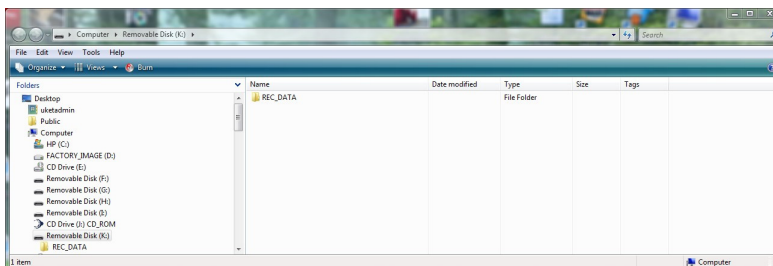 Computer ▸ Removable Disk (K:) ▸ Search
File Edit View Tools Help
Organize Views Burn
Folders
Name Date modified Type Size Tags
Desktop
uketadmin
Public
Computer
HP (C:)
FACTORY_IMAGE (D:)
CD Drive (E:)
Removable Disk (F:)
Removable Disk (G:)
Removable Disk (H:)
Removable Disk (I:)
CD Drive (J:) CD_ROM
Removable Disk (K:)
REC_DATA
REC_DATA File Folder
1 item Computer